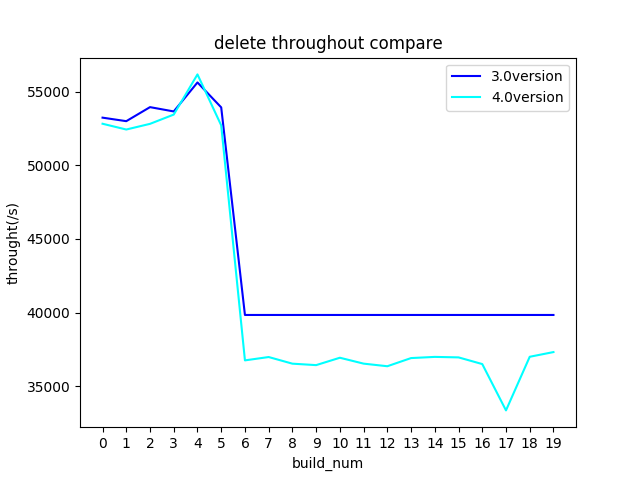 delete throughout compare
3.0version
4.0version
throught(/s)
55000
50000
45000
40000
35000
0 1 2 3 4 5 6 7 8 9 10 11 12 13 14 15 16 17 18 19
build_num